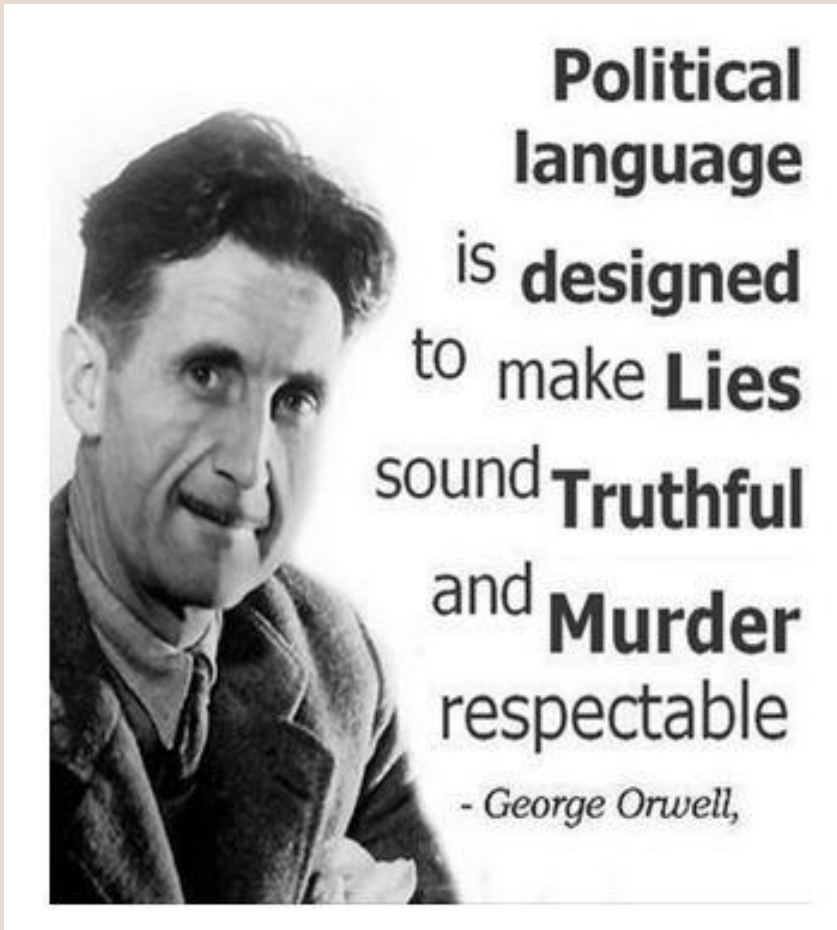 Political
language
is designed
to make Lies
sound Truthful
and Murder
respectable
- George Orwell,